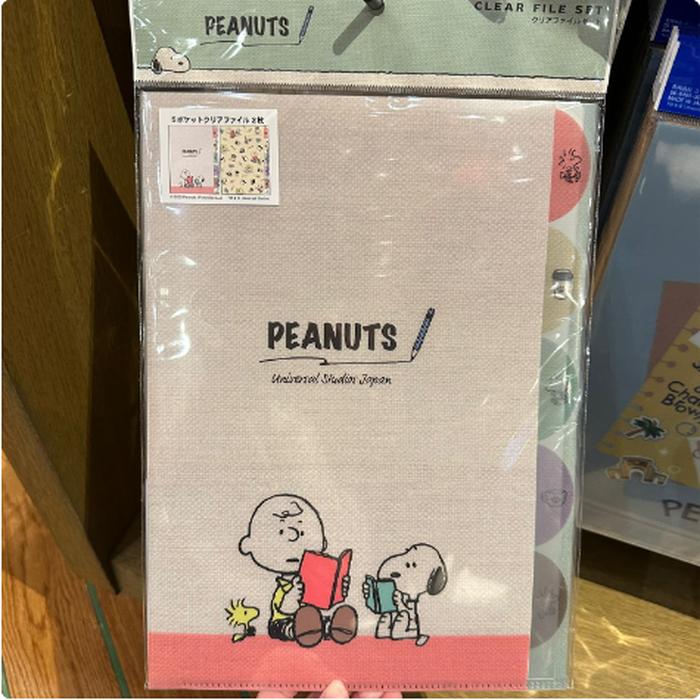 PEANUTS
CLEAR FILE SET
クリアファイルセット
5ポケットクリアファイル 2枚
PEANUTS
Universal Studios Japan
PE